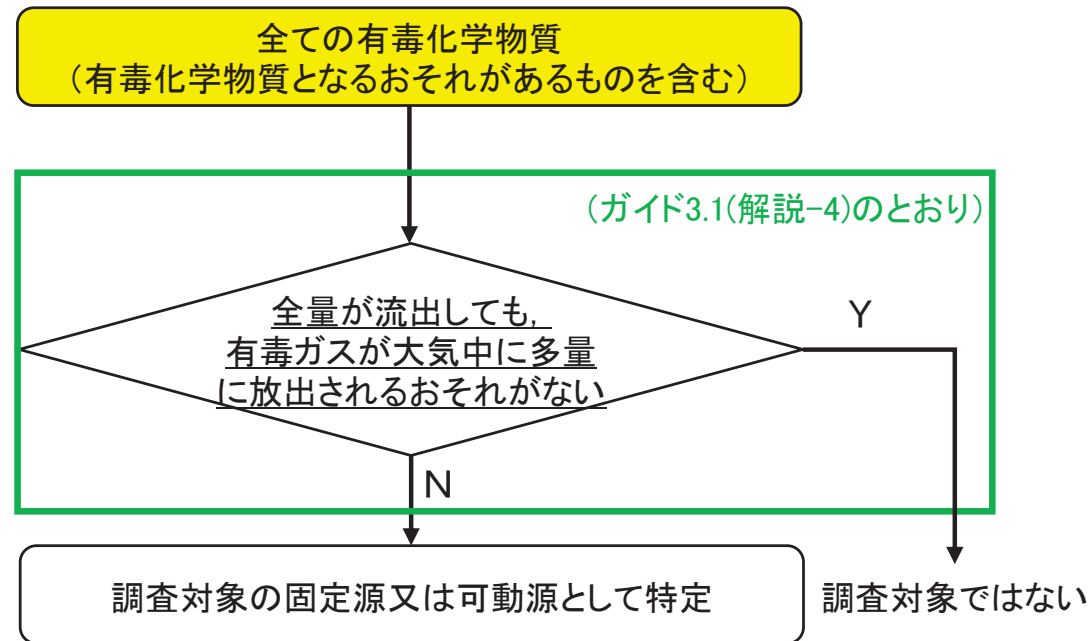 全ての有毒化学物質
（有毒化学物質となるおそれがあるものを含む）
(ガイド3.1(解説-4)のとおり)
全量が流出しても,
有毒ガスが大気中に多量
に放出されるおそれがない
Y
N
調査対象の固定源又は可動源として特定
調査対象ではない